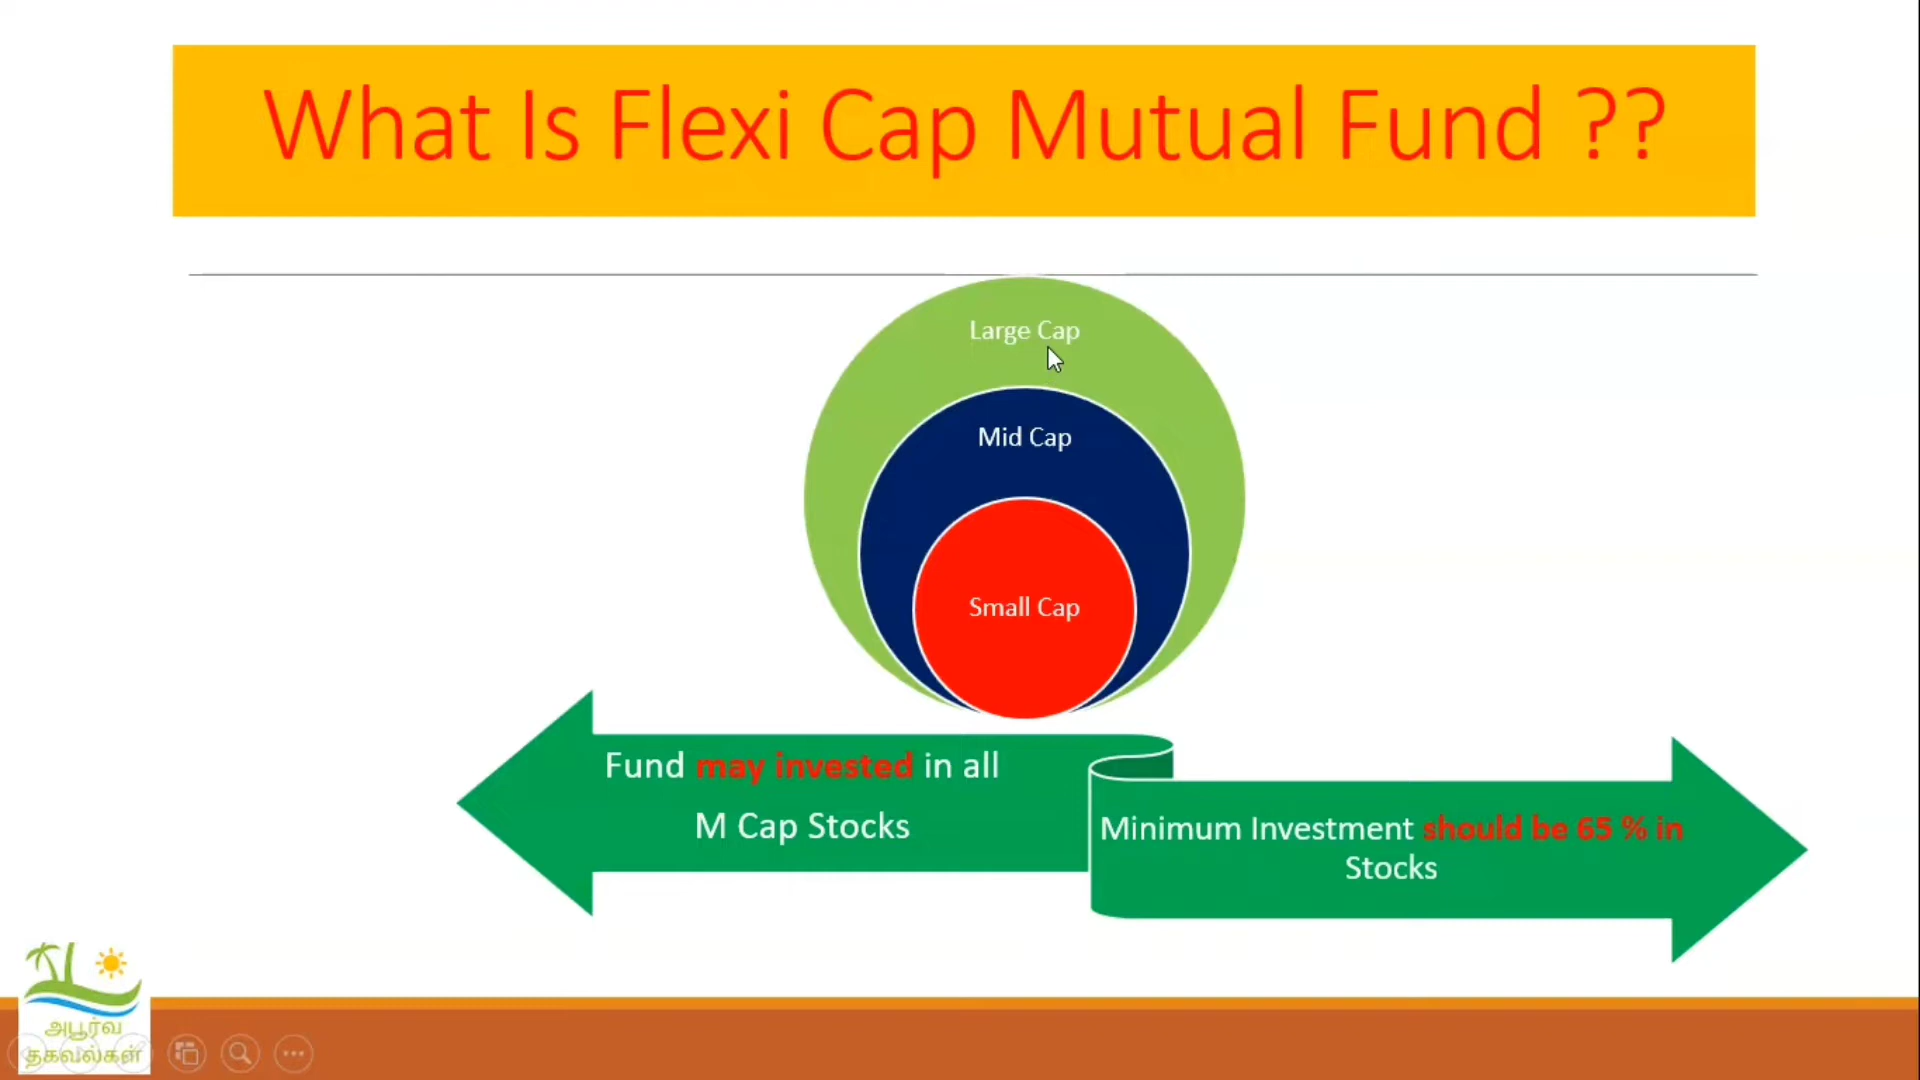 What Is Flexi Cap Mutual Fund ??
Large Cap
Mid Cap
Small Cap
Fund may invested in all
M Cap Stocks
Minimum Investment should be 65 % in
Stocks
அபூர்வ
தகவல்கள்